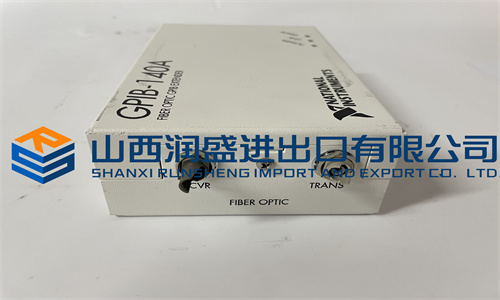 GPIB-140A
FIBER OPTIC GPIB EXTENDER
NATIONAL
INSTRUMENTS
山西润盛进出口有限公司
SHANXI RUNSHENG IMPORT AND EXPORT CO. LTD
CVR
TRANS
FIBER OPTIC